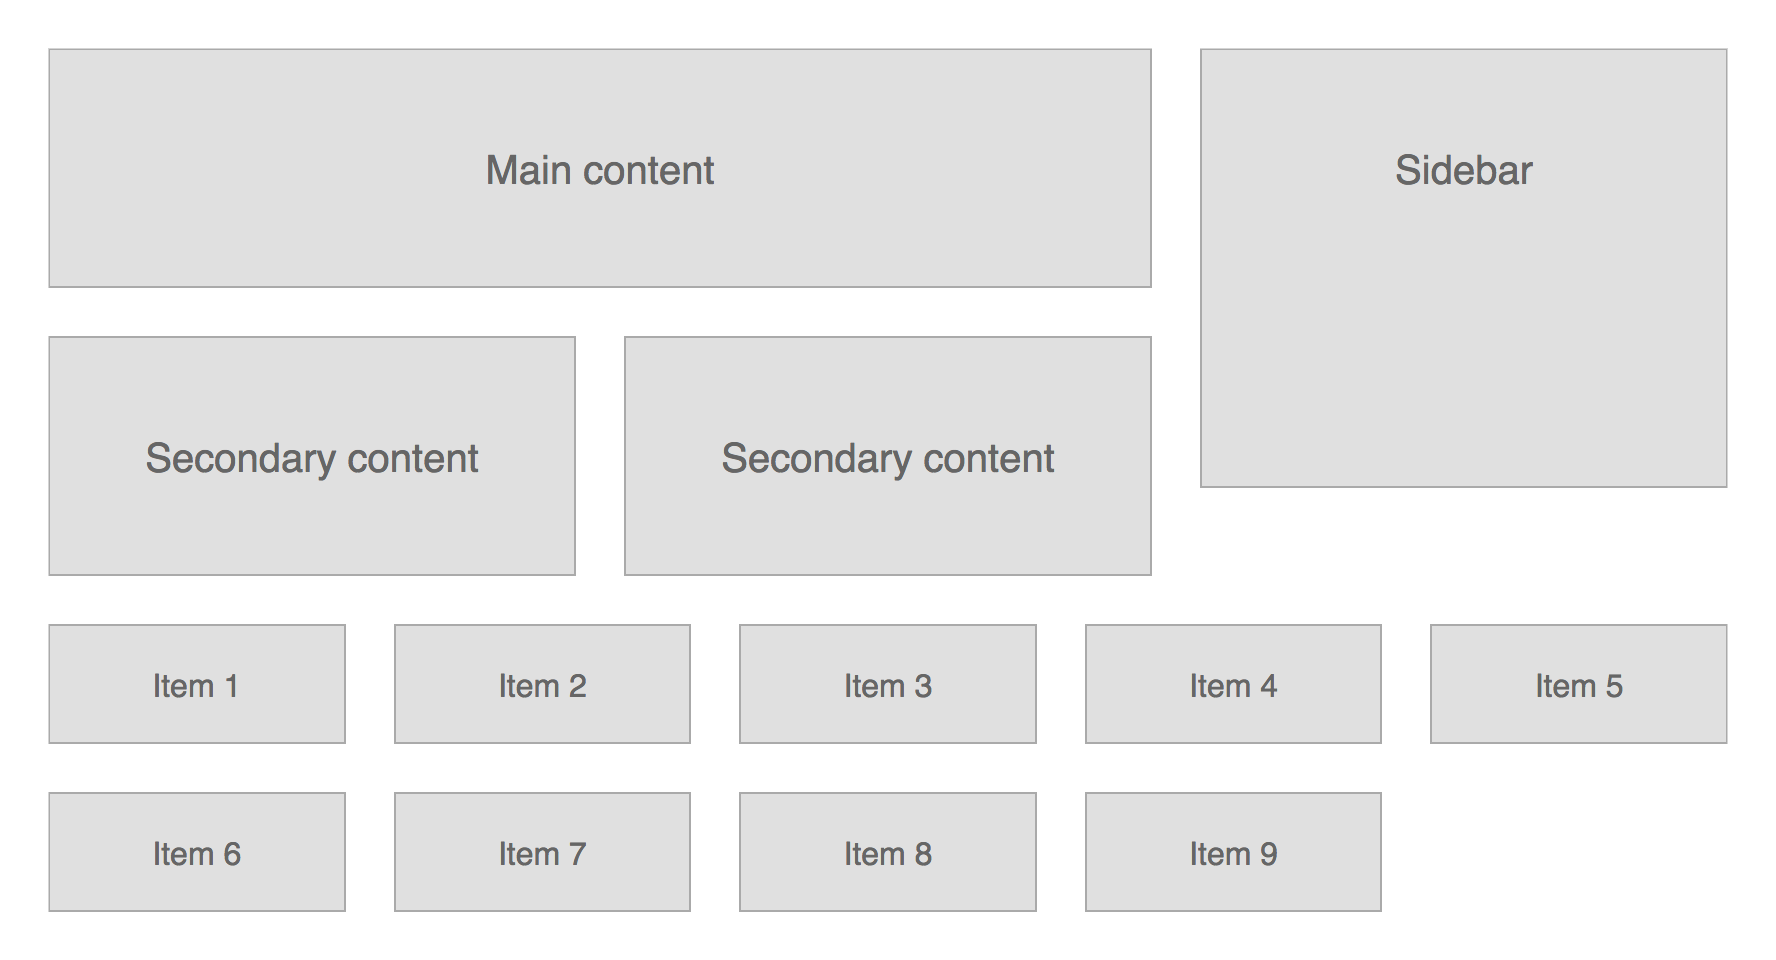 Main content
Sidebar
Secondary content
Secondary content
Item 1
Item 2
Item 3
Item 4
Item 5
Item 6
Item 7
Item 8
Item 9